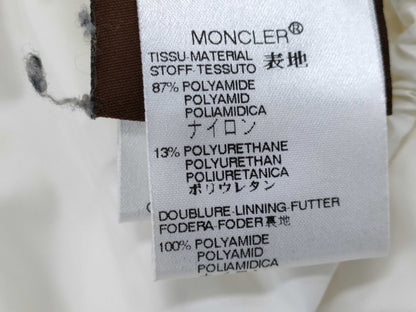 MONCLER®
TISSU·MATERIAL
STOFF·TESSUTO 表地
87% POLYAMIDE
POLYAMID
POLIAMIDICA
ナイロン
13% POLYURETHANE
POLYURETHAN
POLIURETANICA
ポリウレタン
DOUBLURE·LINNING·FUTTER
FODERA·FODER 裏地
100% POLYAMIDE
POLYAMID
POLIAMIDICA